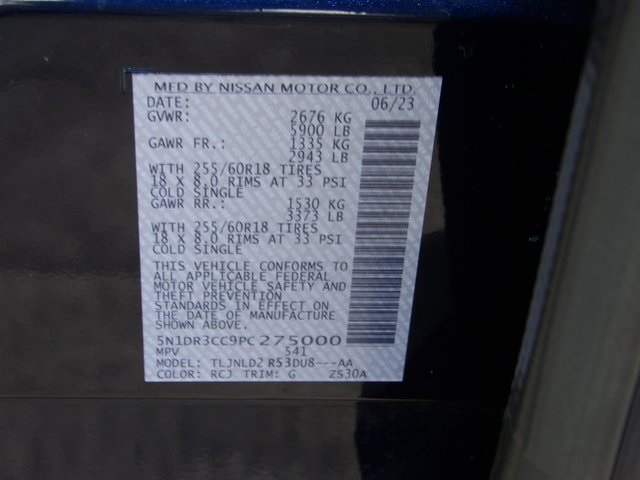 MFD BY NISSAN MOTOR CO., LTD.
DATE: 06/23
GVWR: 2676 KG
5900 LB
GAWR FR.: 1335 KG
2943 LB
WITH 255/60R18 TIRES
18 X 8.0 RIMS AT 33 PSI
COLD SINGLE
GAWR RR.: 1530 KG
3373 LB
WITH 255/60R18 TIRES
18 X 8.0 RIMS AT 33 PSI
COLD SINGLE
THIS VEHICLE CONFORMS TO
ALL APPLICABLE FEDERAL
MOTOR VEHICLE SAFETY AND
THEFT PREVENTION
STANDARDS IN EFFECT ON
THE DATE OF MANUFACTURE
SHOWN ABOVE.
5N1DR3CC9PC275000
MPV 541
MODEL: TLJNLD2 R53DU8---AA
COLOR: RCJ TRIM: G ZS30A